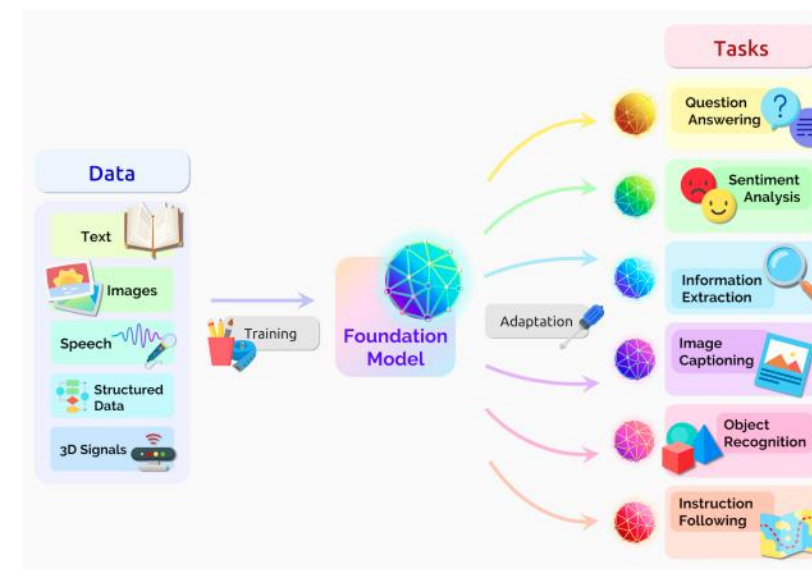 Tasks
Question
Answering
Data
Sentiment
Analysis
Text
Images
Information
Extraction
Training
Foundation
Model
Adaptation
Speech
Image
Captioning
Structured
Data
Object
Recognition
3D Signals
Instruction
Following